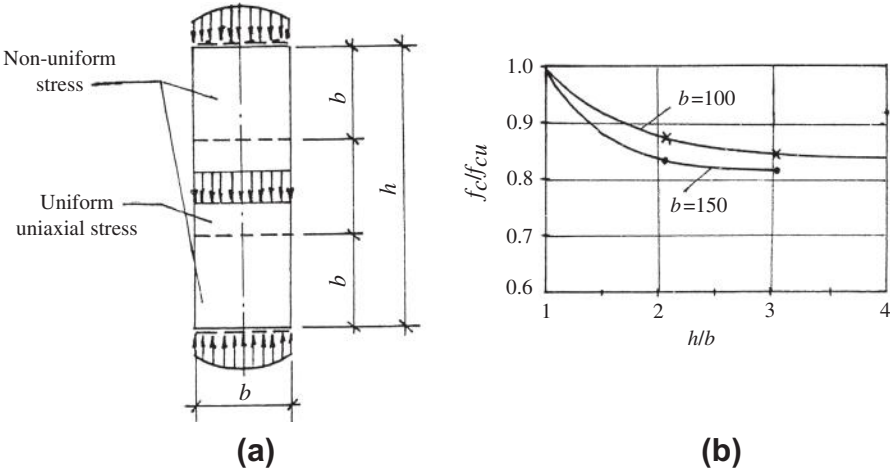 Non-uniform
stress
Uniform
uniaxial stress
b
h
b
b
(a)
1.0
0.9
0.8
0.7
0.6
fc/fcu
b=100
b=150
1
2
3
4
h/b
(b)